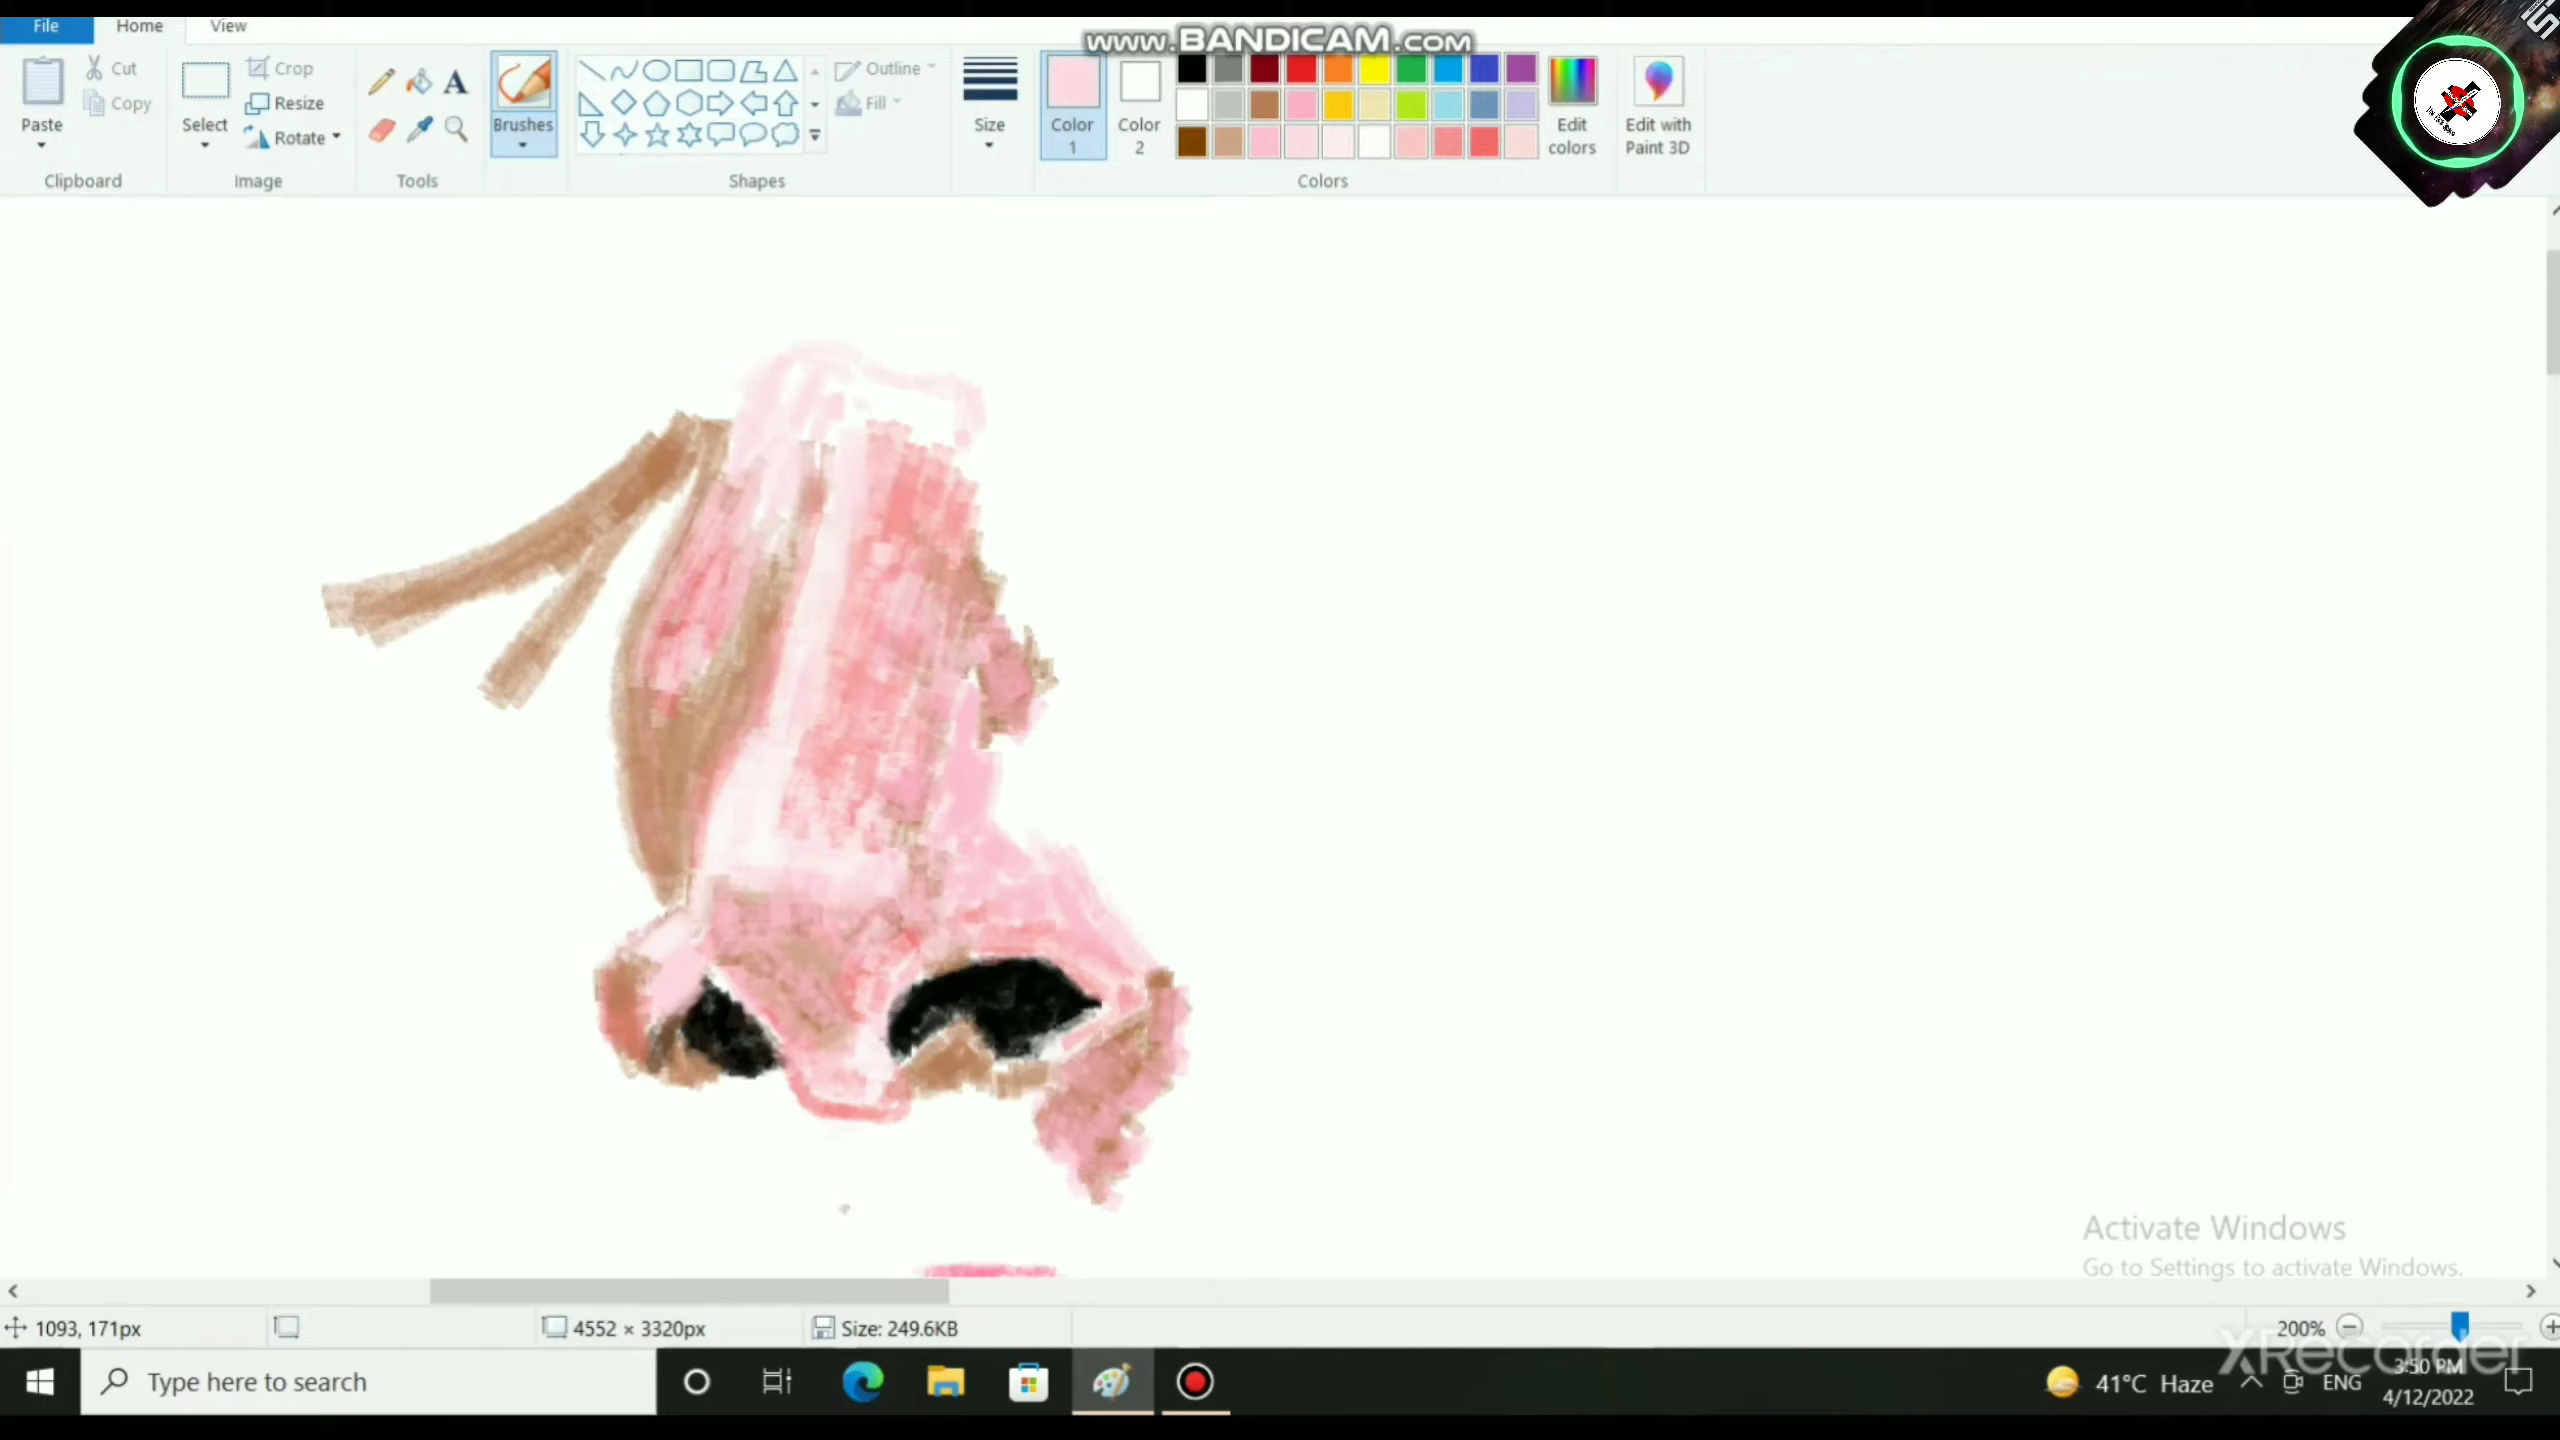 File Home View
www.BANDICAM.com
Cut
Copy
Paste
Clipboard
Crop
Resize
Rotate
Select
Image
A
Tools
Brushes
Outline
Fill
Shapes
Size
Color
1
Color
2
Edit
colors
Edit with
Paint 3D
Colors
Activate Windows
Go to Settings to activate Windows.
1093, 171px
4552 × 3320px
Size: 249.6KB
200%
XRecorder
Type here to search
41°C Haze
ENG
3:50 PM
4/12/2022